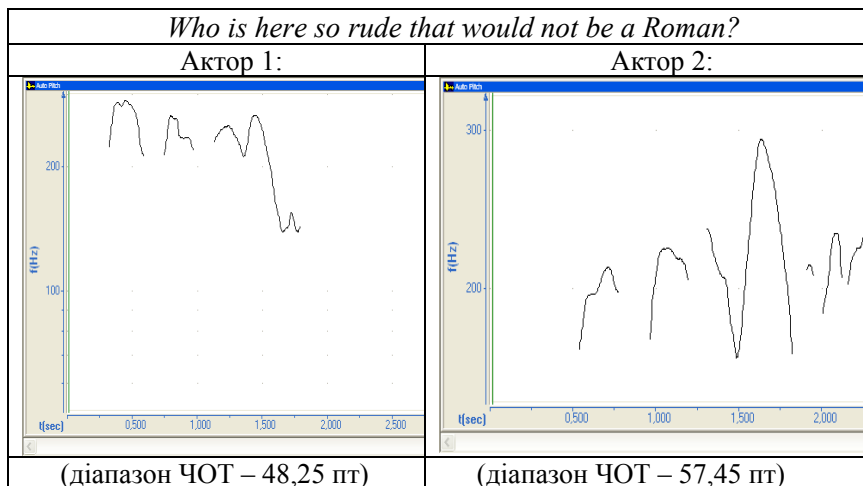 Who is here so rude that would not be a Roman?
Актор 1:
Актор 2:
Auto Pitch
200
100
f(Hz)
t(sec)
0,500
1,000
1,500
2,000
2,500
Auto Pitch
300
200
f(Hz)
t(sec)
0,500
1,000
1,500
2,000
(діапазон ЧОТ – 48,25 пт)
(діапазон ЧОТ – 57,45 пт)